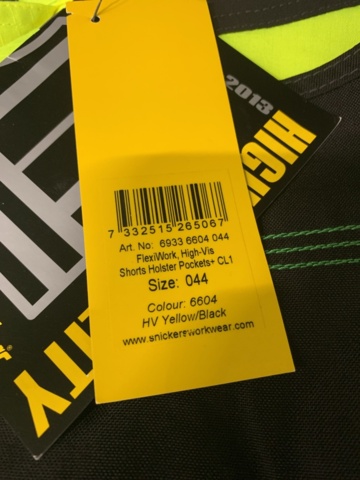 2013
HIGH
7 332515 265067
Art. No: 6933 6604 044
FlexiWork, High-Vis
Shorts Holster Pockets+ CL1
Size: 044
Colour: 6604
HV Yellow/Black
www.snickersworkwear.com